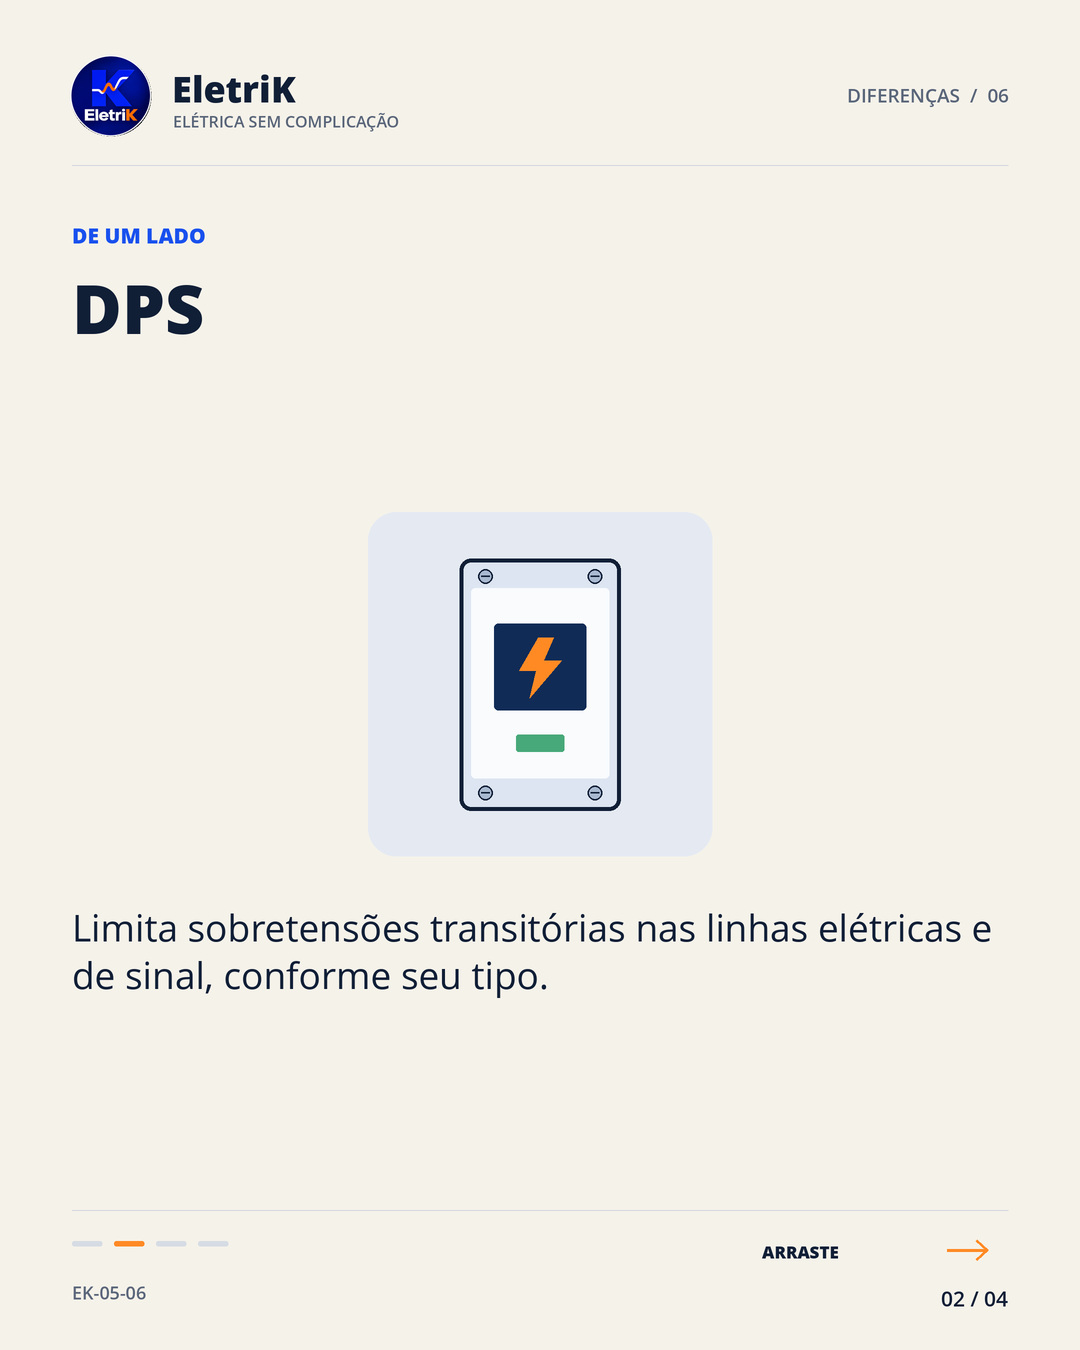 EletriK
EletriK
ELÉTRICA SEM COMPLICAÇÃO
DIFERENÇAS / 06
DE UM LADO
DPS
Limita sobretensões transitórias nas linhas elétricas e
de sinal, conforme seu tipo.
ARRASTE
EK-05-06
02 / 04